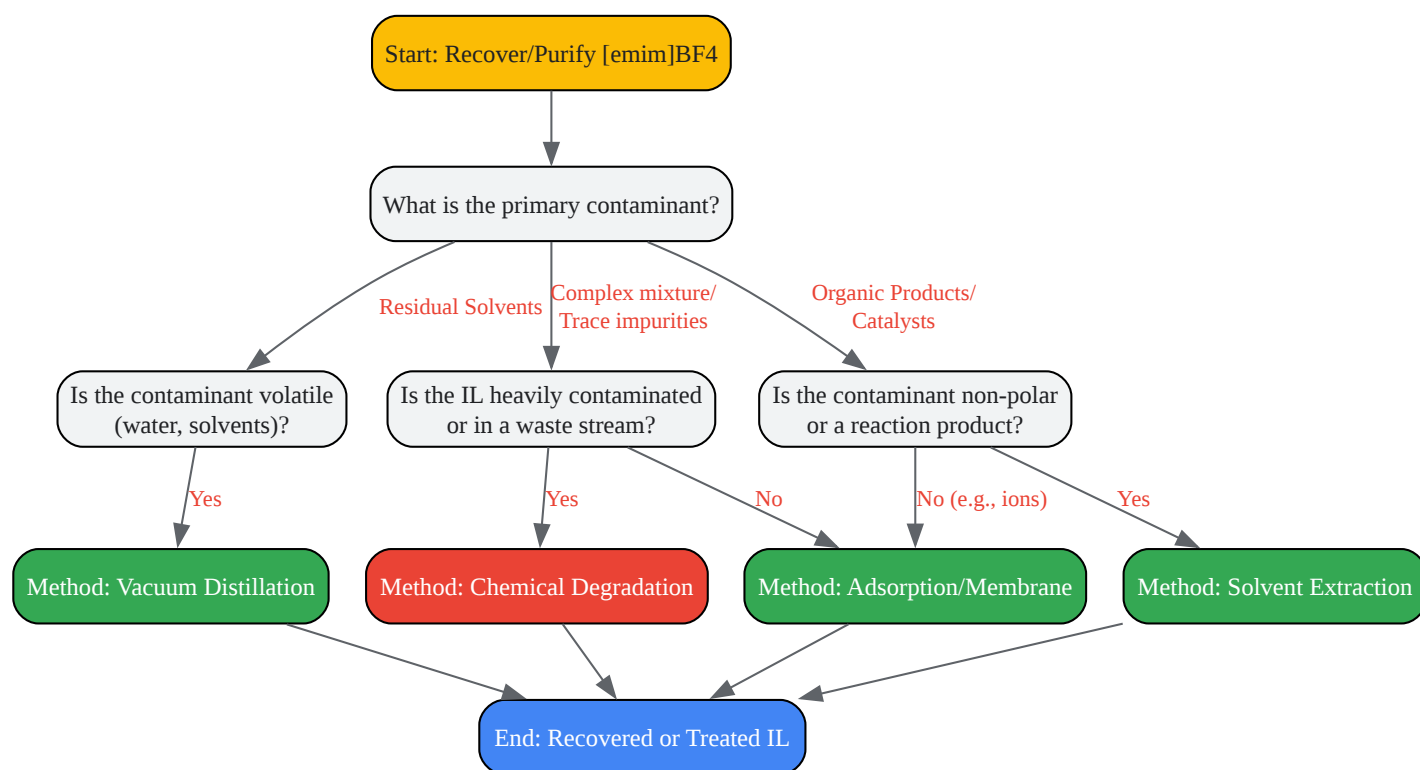 Start: Recover/Purify [emim]BF4
What is the primary contaminant?
Residual Solvents
Complex mixture/
Trace impurities
Organic Products/
Catalysts
Is the contaminant volatile
(water, solvents)?
Is the IL heavily contaminated
or in a waste stream?
Is the contaminant non-polar
or a reaction product?
Yes
Yes
No
No (e.g., ions)
Yes
Method: Vacuum Distillation
Method: Chemical Degradation
Method: Adsorption/Membrane
Method: Solvent Extraction
End: Recovered or Treated IL